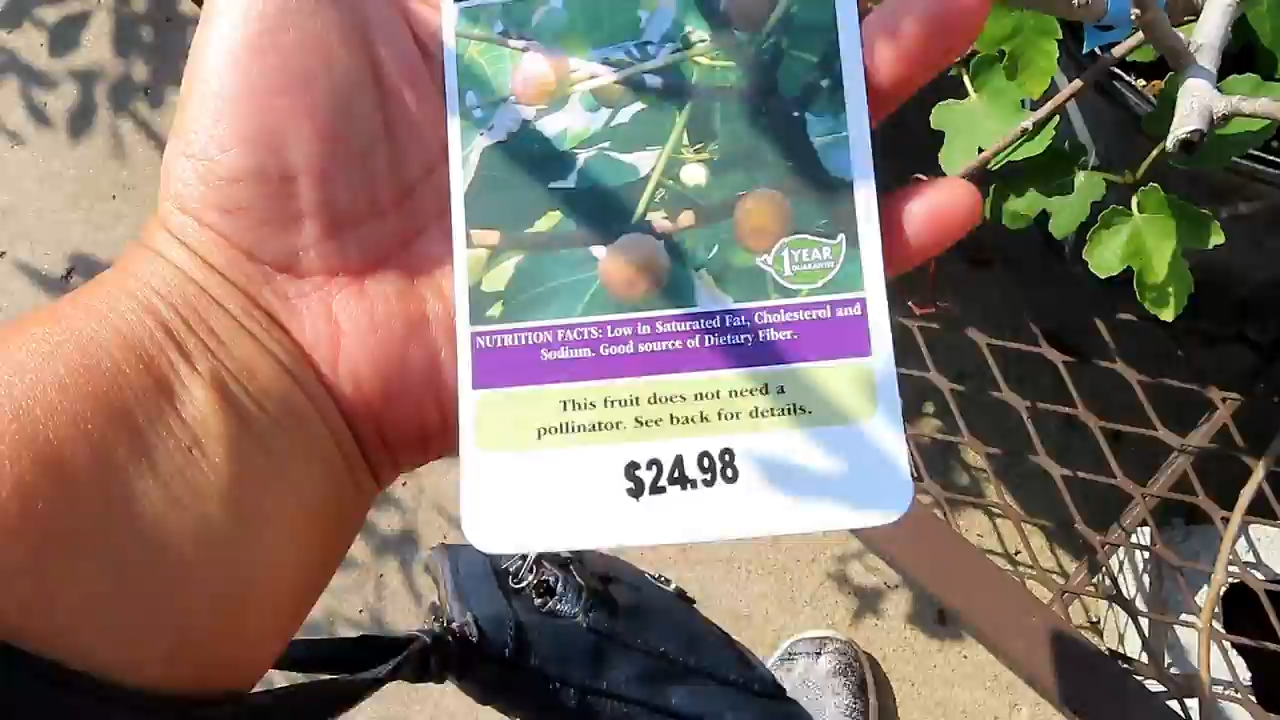 1 YEAR
GUARANTEE
NUTRITION FACTS: Low in Saturated Fat, Cholesterol and
Sodium. Good source of Dietary Fiber.
This fruit does not need a
pollinator. See back for details.
$24.98